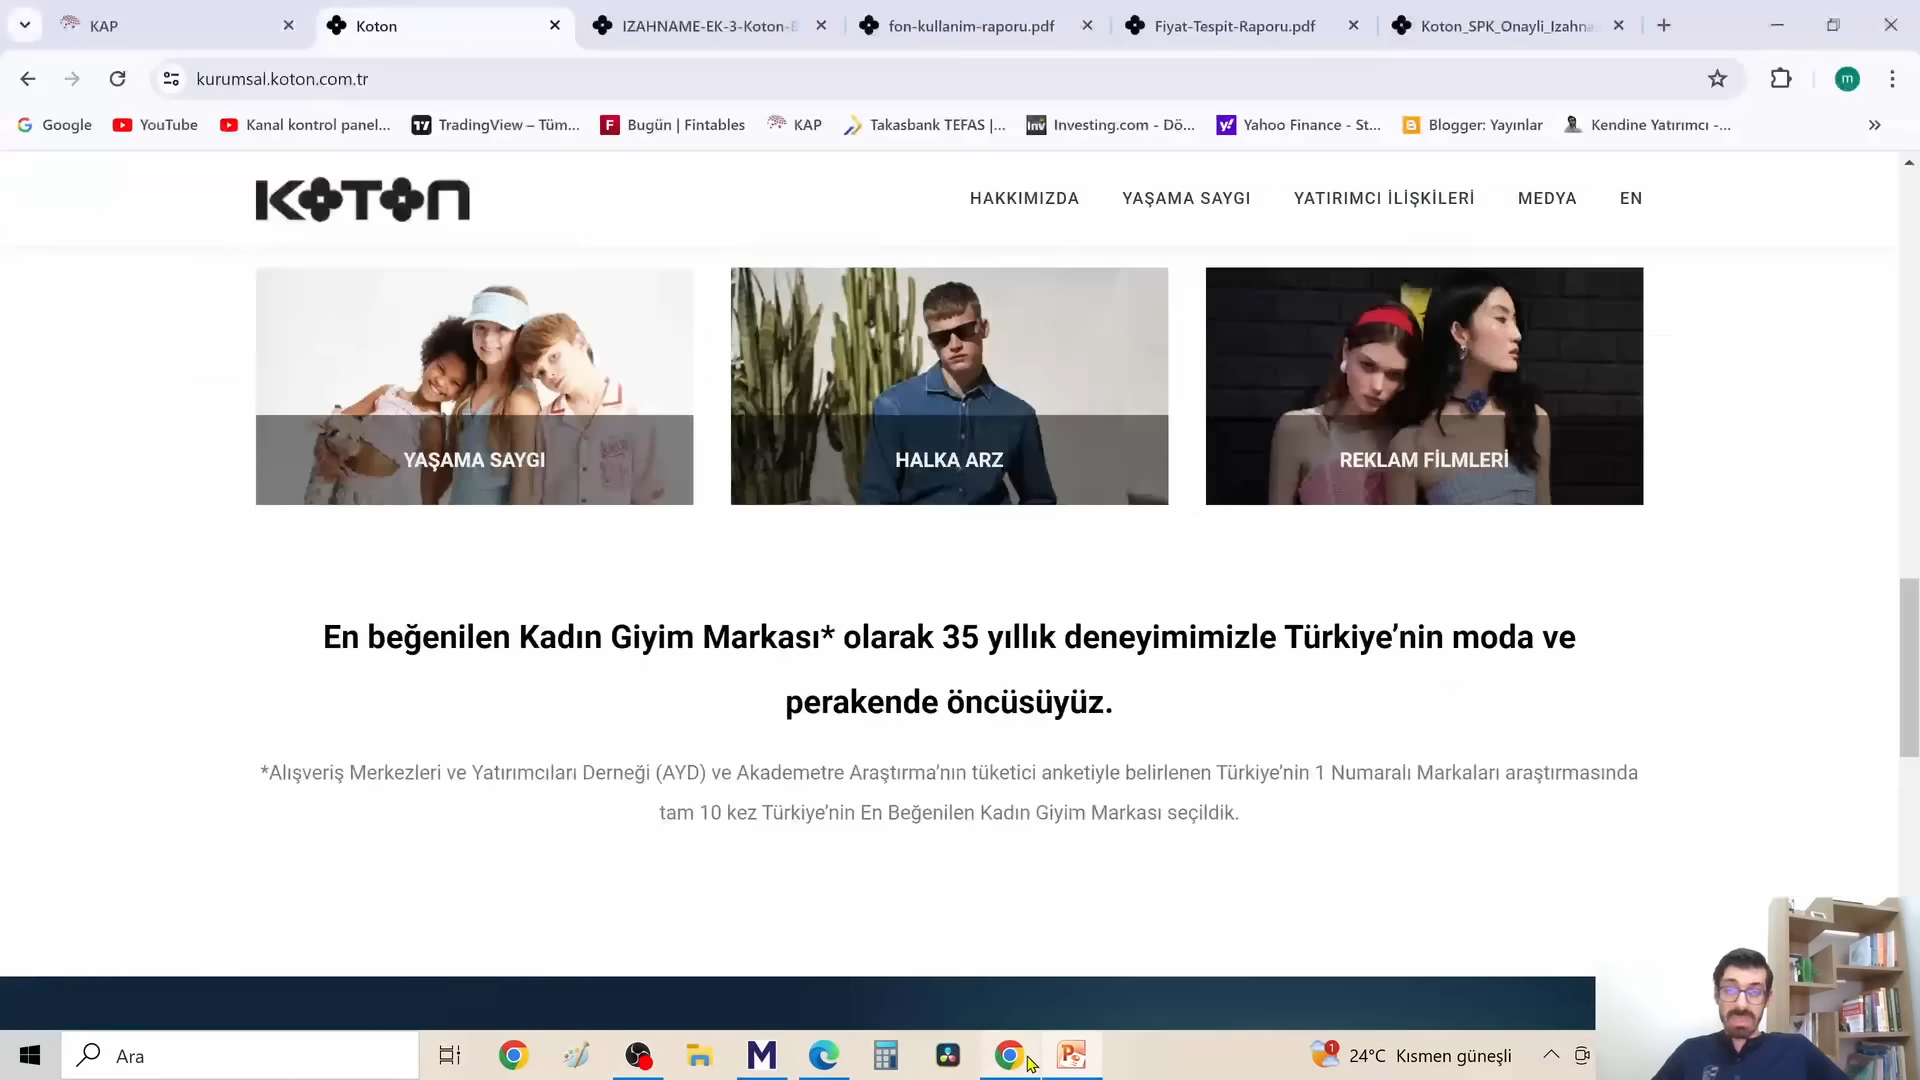 KAP
Koton
IZAHNAME-EK-3-Koton-E
fon-kullanim-raporu.pdf
Fiyat-Tespit-Raporu.pdf
Koton_SPK_Onayli_Izahna
kurumsal.koton.com.tr
m
Google
YouTube
Kanal kontrol panel...
TradingView – Tüm...
Bugün | Fintables
KAP
Takasbank TEFAS |...
Investing.com - Dö...
Yahoo Finance - St...
Blogger: Yayınlar
Kendine Yatırımcı -...
KOTON
HAKKIMIZDA
YAŞAMA SAYGI
YATIRIMCI İLİŞKİLERİ
MEDYA
EN
YAŞAMA SAYGI
HALKA ARZ
REKLAM FİLMLERİ
En beğenilen Kadın Giyim Markası* olarak 35 yıllık deneyimimizle Türkiye’nin moda ve
perakende öncüsüyüz.
*Alışveriş Merkezleri ve Yatırımcıları Derneği (AYD) ve Akademetre Araştırma'nın tüketici anketiyle belirlenen Türkiye’nin 1 Numaralı Markaları araştırmasında
tam 10 kez Türkiye’nin En Beğenilen Kadın Giyim Markası seçildik.
Ara
1
24°C Kısmen güneşli